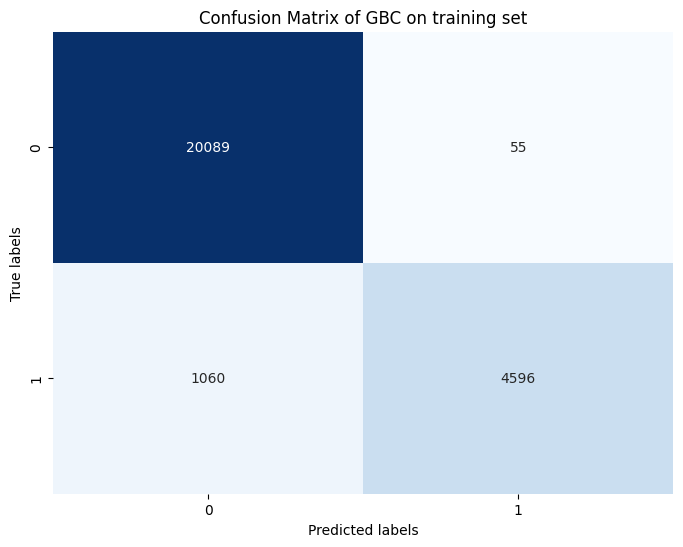 Confusion Matrix of GBC on training set
True labels
0
20089
55
1
1060
4596
0
1
Predicted labels